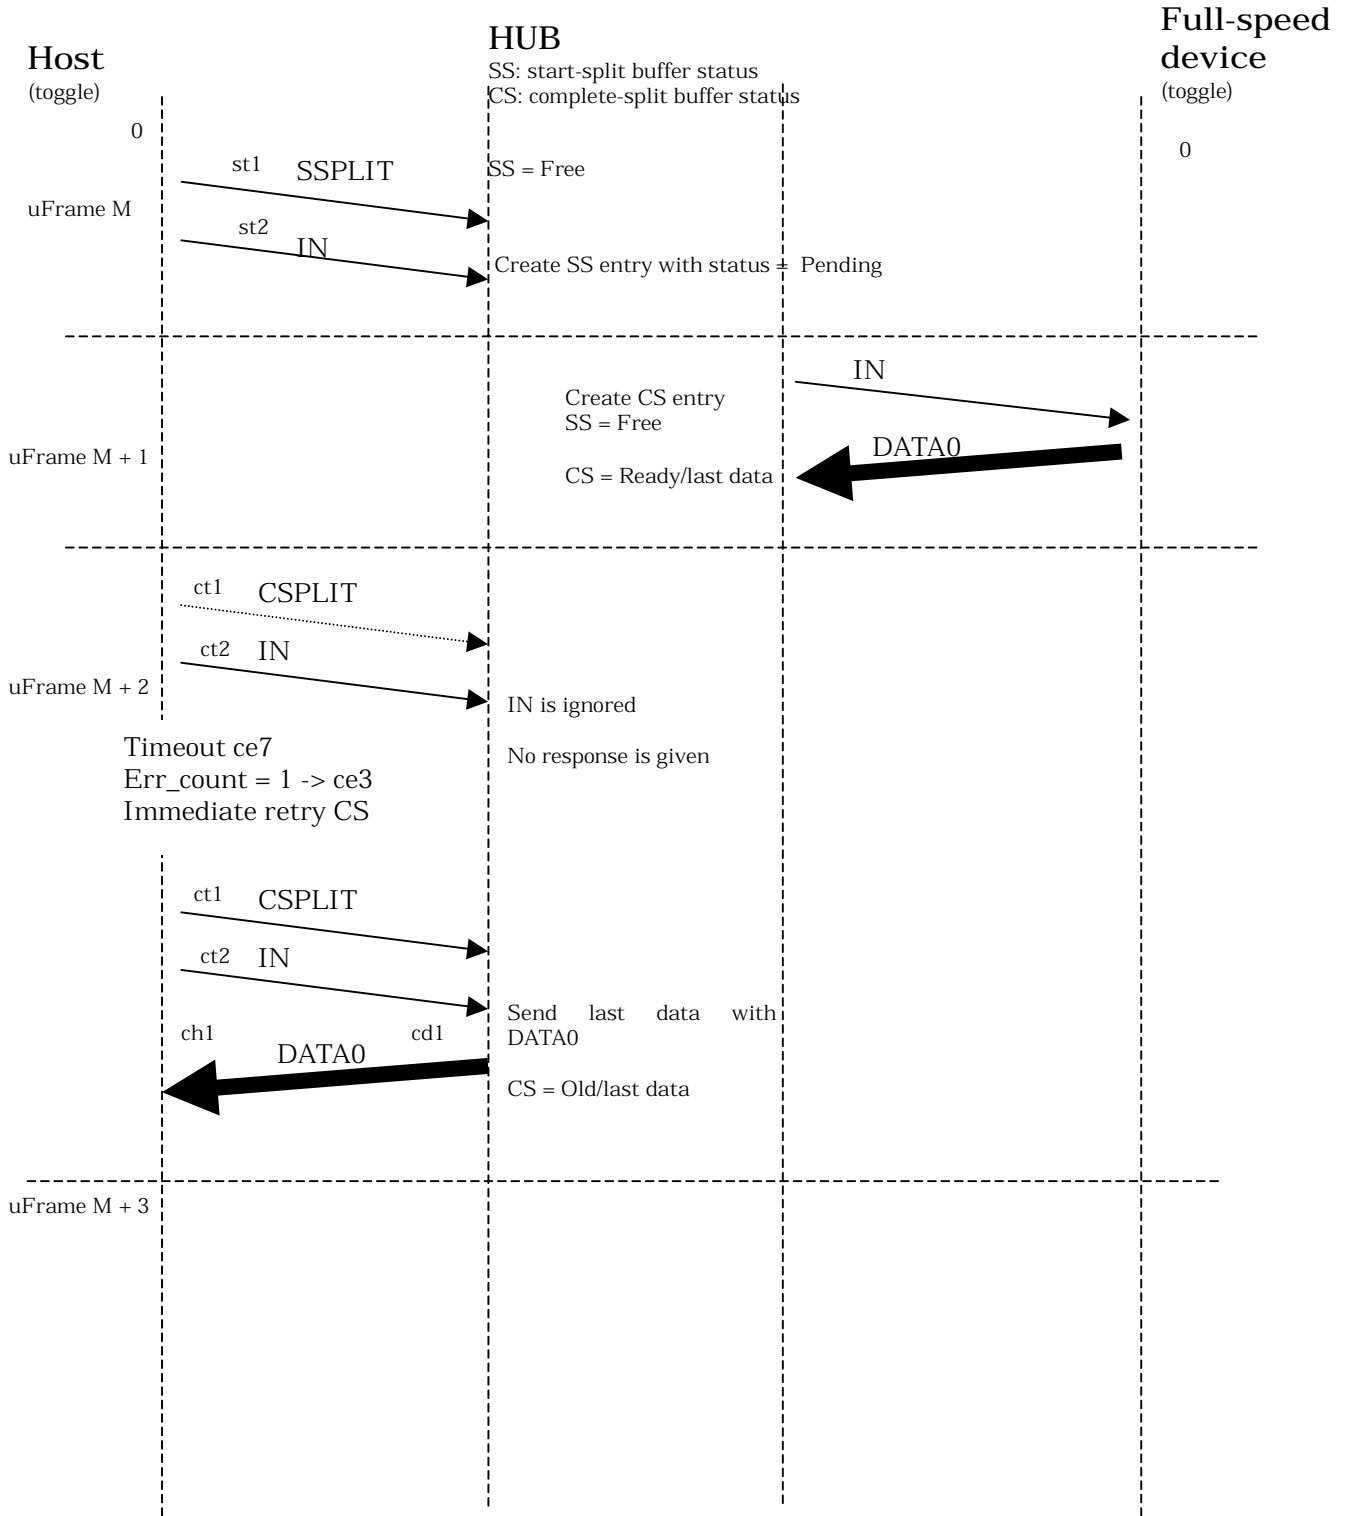 Host
(toggle)
HUB
SS: start-split buffer status
CS: complete-split buffer status
Full-speed
device
(toggle)
0
0
st1 SSPLIT
SS = Free
uFrame M
st2 IN
Create SS entry with status = Pending
IN
Create CS entry
SS = Free
DATA0
uFrame M + 1
CS = Ready/last data
ct1 CSPLIT
ct2 IN
uFrame M + 2
IN is ignored
No response is given
Timeout ce7
Err_count = 1 -> ce3
Immediate retry CS
ct1 CSPLIT
ct2 IN
Send last data with
DATA0
ch1 DATA0 cd1
CS = Old/last data
uFrame M + 3